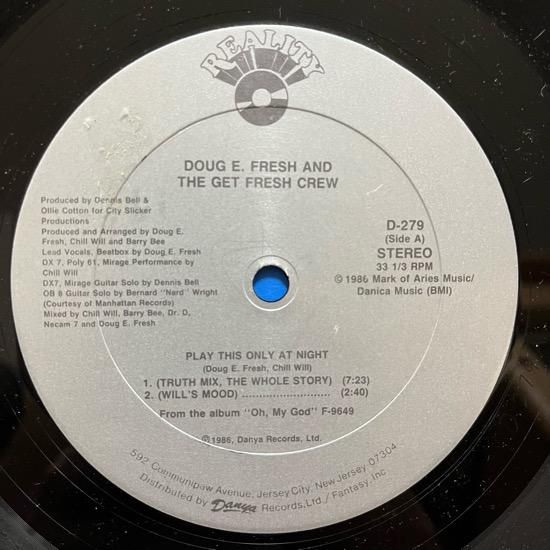 REALITY
DOUG E. FRESH AND
THE GET FRESH CREW
Produced by Dennis Bell &
Ollie Cotton for City Slicker
Productions
Produced and Arranged by Doug E.
Fresh, Chill Will and Barry Bee
Lead Vocals, Beatbox by Doug E. Fresh
DX 7, Poly 61, Mirage Performance by
Chill Will
DX7, Mirage Guitar Solo by Dennis Bell
OB 8 Guitar Solo by Bernard "Nard" Wright
(Courtesy of Manhattan Records)
Mixed by Chill Will, Barry Bee, Dr. D,
Necam 7 and Doug E. Fresh
D-279
(Side A)
STEREO
33 1/3 RPM
© 1986 Mark of Aries Music/
Danica Music (BMI)
PLAY THIS ONLY AT NIGHT
(Doug E. Fresh, Chill Will)
1. (TRUTH MIX, THE WHOLE STORY) (7:23)
2. (WILL'S MOOD) ........................ (2:40)
From the album "Oh, My God" F-9649
℗1986, Danya Records, Ltd.
592 Communipaw Avenue, Jersey City, New Jersey 07304
Distributed by Danya Records, Ltd./ Fantasy, Inc